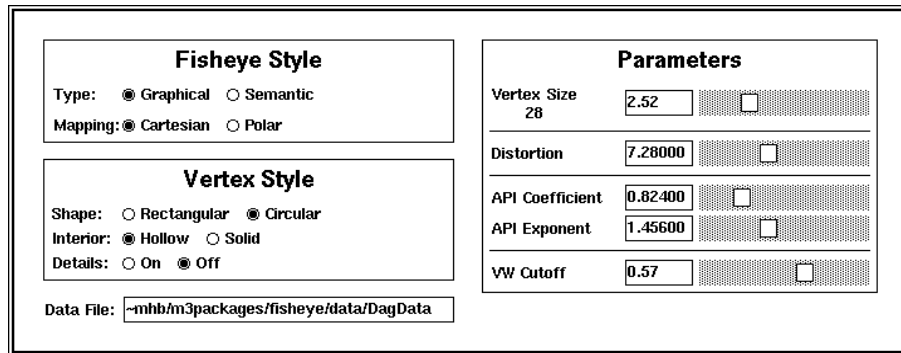 Fisheye Style
Type: Graphical Semantic
Mapping: Cartesian Polar
Vertex Style
Shape: Rectangular Circular
Interior: Hollow Solid
Details: On Off
Data File: ~mhb/m3packages/fisheye/data/DagData
Parameters
Vertex Size 2.52
28
Distortion 7.28000
API Coefficient 0.82400
API Exponent 1.45600
VW Cutoff 0.57